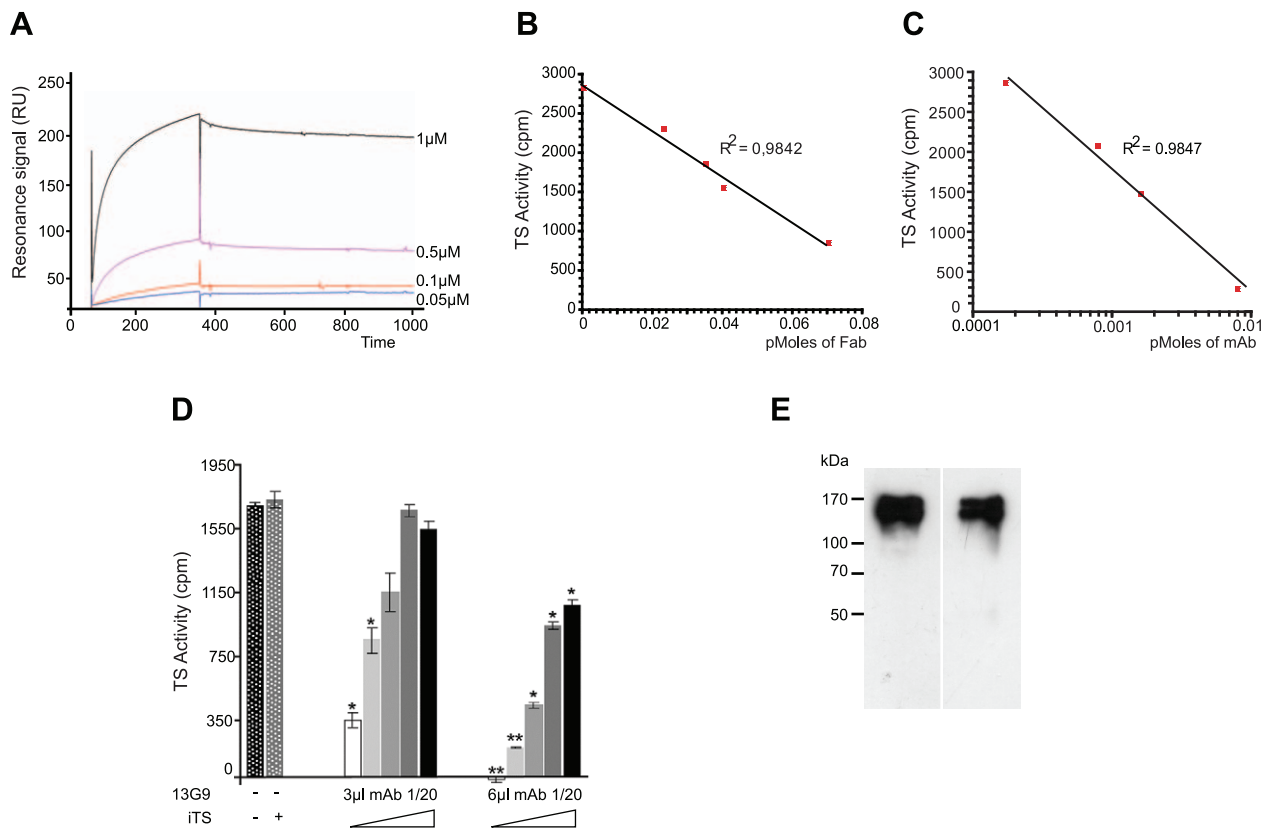 A
Resonance signal (RU)
250
200
150
100
50
0
200
400
600
800
1000
Time
1µM
0.5µM
0.1µM
0.05µM
B
TS Activity (cpm)
3000
2500
2000
1500
1000
500
0
0
0.02
0.04
0.06
0.08
pMoles of Fab
R2 = 0,9842
C
TS Activity (cpm)
3000
2500
2000
1500
1000
500
0
0.0001
0.001
0.01
pMoles of mAb
R2 = 0.9847
D
TS Activity (cpm)
1950
1550
1150
750
350
0
*
*
**
**
*
*
*
13G9 - - 3µl mAb 1/20 6µl mAb 1/20
iTS - +
E
kDa
170
100
70
50